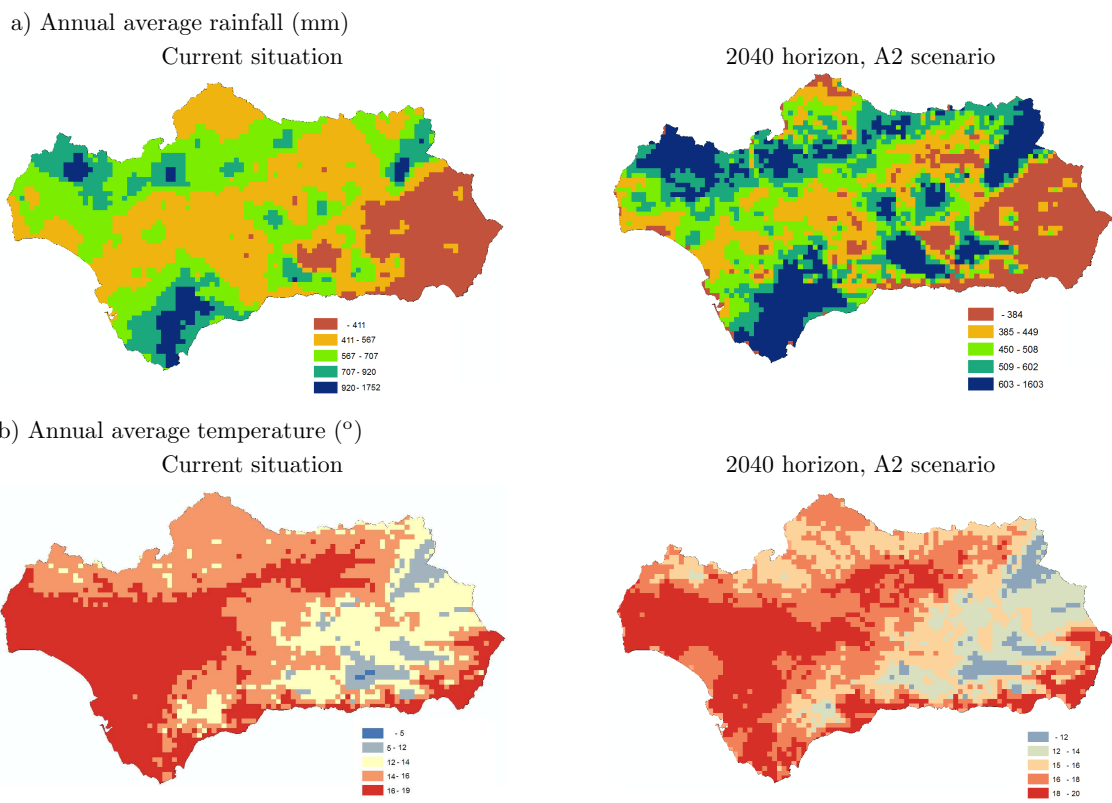 a) Annual average rainfall (mm)
Current situation
2040 horizon, A2 scenario
- 411
411 - 567
567 - 707
707 - 920
920 - 1752
- 384
385 - 449
450 - 508
509 - 602
603 - 1603
b) Annual average temperature (º)
Current situation
2040 horizon, A2 scenario
- 5
5 - 12
12 - 14
14 - 16
16 - 19
- 12
12 - 14
15 - 16
16 - 18
18 - 20